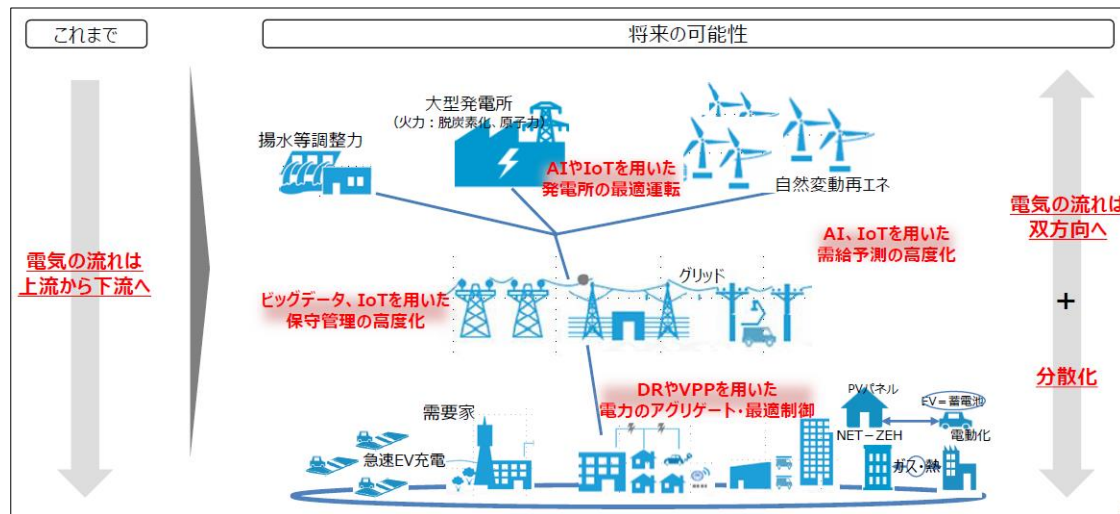 これまで
将来の可能性
電気の流れは
上流から下流へ
大型発電所
（火力：脱炭素化、原子力）
揚水等調整力
AIやIoTを用いた
発電所の最適運転
自然変動再エネ
AI、IoTを用いた
需給予測の高度化
グリッド
ビッグデータ、IoTを用いた
保守管理の高度化
DRやVPPを用いた
電力のアグリゲート・最適制御
需要家
急速EV充電
PVパネル
EV＝蓄電池
NET－ZEH
電動化
ガス・熱
電気の流れは
双方向へ
+
分散化